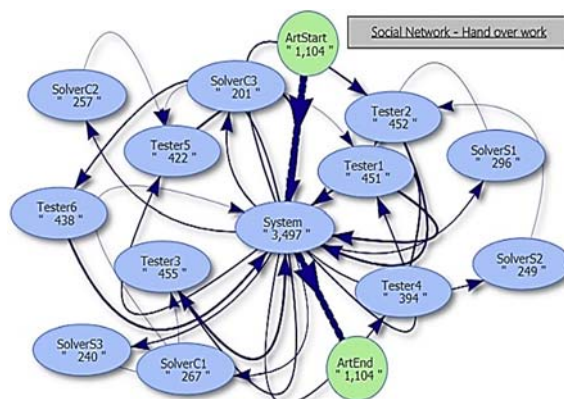 Social Network - Hand over work
ArtStart
" 1,104 "
SolverC2
" 257 "
SolverC3
" 201 "
Tester2
" 452 "
Tester5
" 422 "
Tester1
" 451 "
SolverS1
" 296 "
Tester6
" 438 "
System
" 3,497 "
Tester3
" 455 "
Tester4
" 394 "
SolverS2
" 249 "
SolverS3
" 240 "
SolverC1
" 267 "
ArtEnd
" 1,104 "